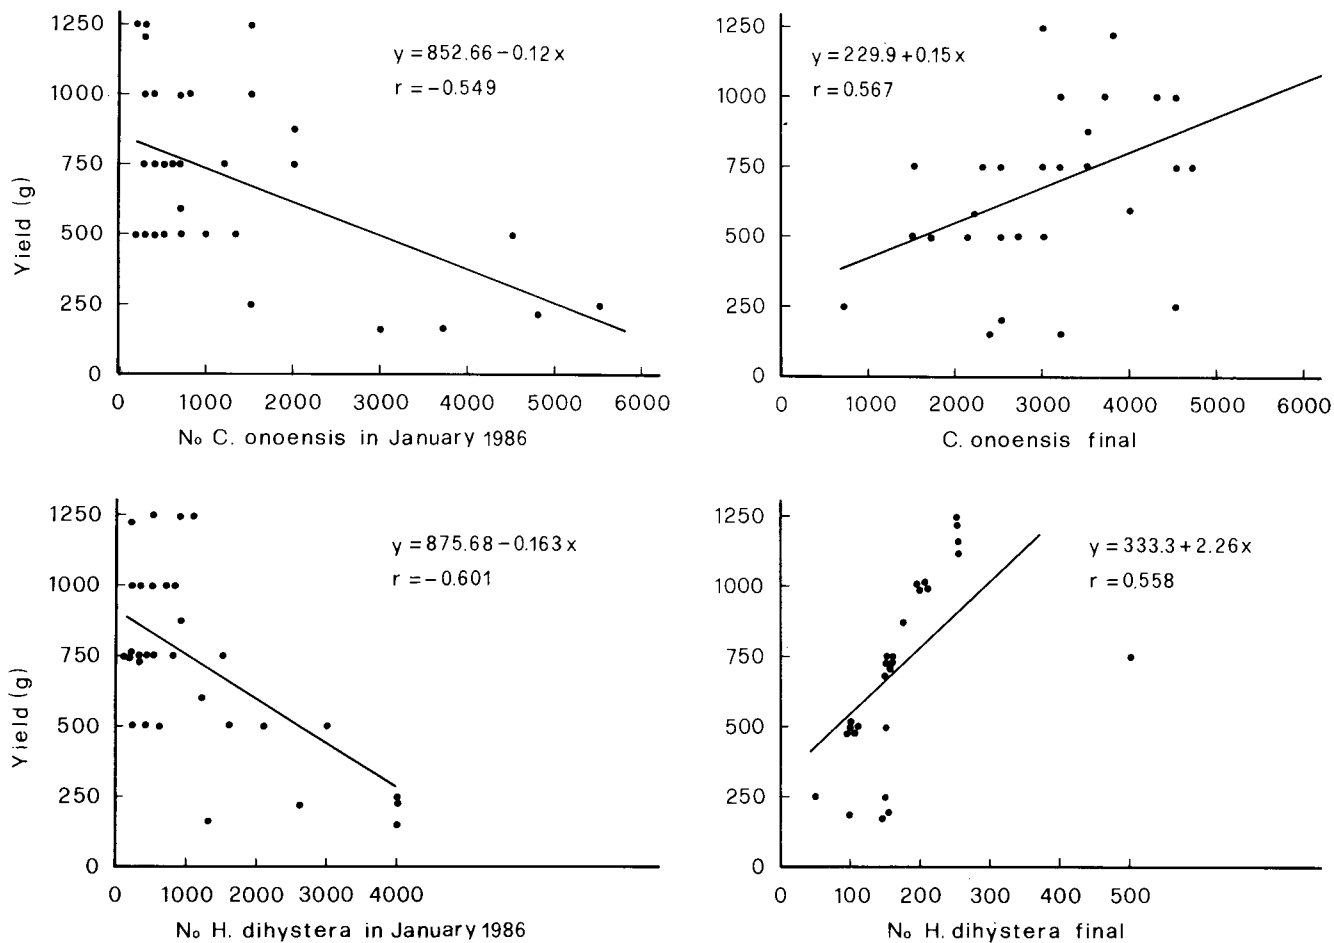 1250
1000
750
500
250
0
Yield (g)
y = 852.66 − 0.12 x
r = −0.549
0 1000 2000 3000 4000 5000 6000
No C. onoensis in January 1986
1250
1000
750
500
250
0
y = 229.9 + 0.15 x
r = 0.567
0 1000 2000 3000 4000 5000 6000
C. onoensis final
1250
1000
750
500
250
0
Yield (g)
y = 875.68 − 0.163 x
r = −0.601
0 1000 2000 3000 4000
No H. dihystera in January 1986
1250
1000
750
500
250
0
y = 333.3 + 2.26 x
r = 0.558
0 100 200 300 400 500
No H. dihystera final